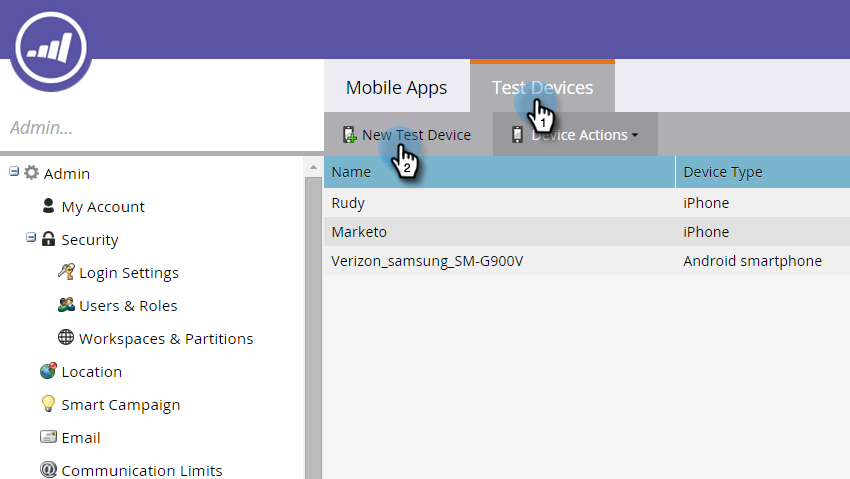 Mobile Apps Test Devices
Admin...
New Test Device Device Actions
1
2
Name Device Type
Rudy iPhone
Marketo iPhone
Verizon_samsung_SM-G900V Android smartphone
Admin
My Account
Security
Login Settings
Users & Roles
Workspaces & Partitions
Location
Smart Campaign
Email
Communication Limits